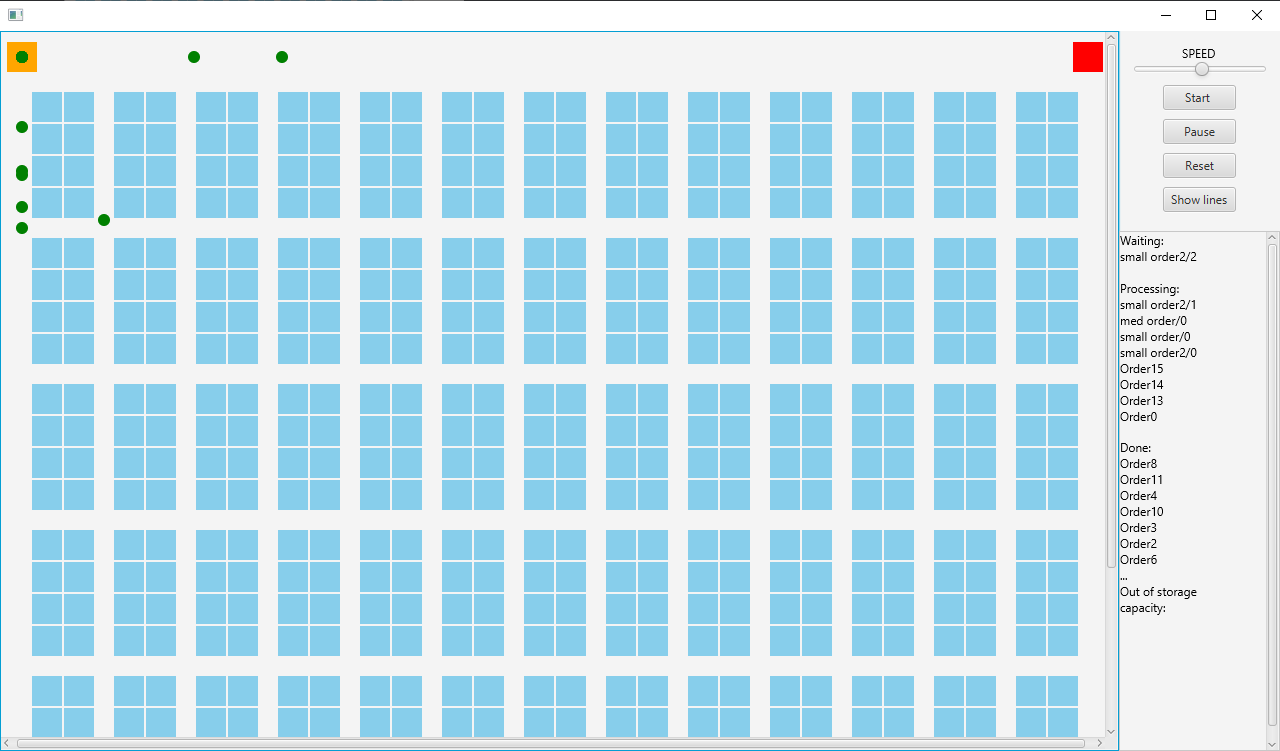 SPEED
Start
Pause
Reset
Show lines
Waiting:
small order2/2
Processing:
small order2/1
med order/0
small order/0
small order2/0
Order15
Order14
Order13
Order0
Done:
Order8
Order11
Order4
Order10
Order3
Order2
Order6
...
Out of storage
capacity: